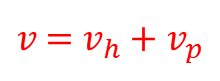 v = v_h + v_p